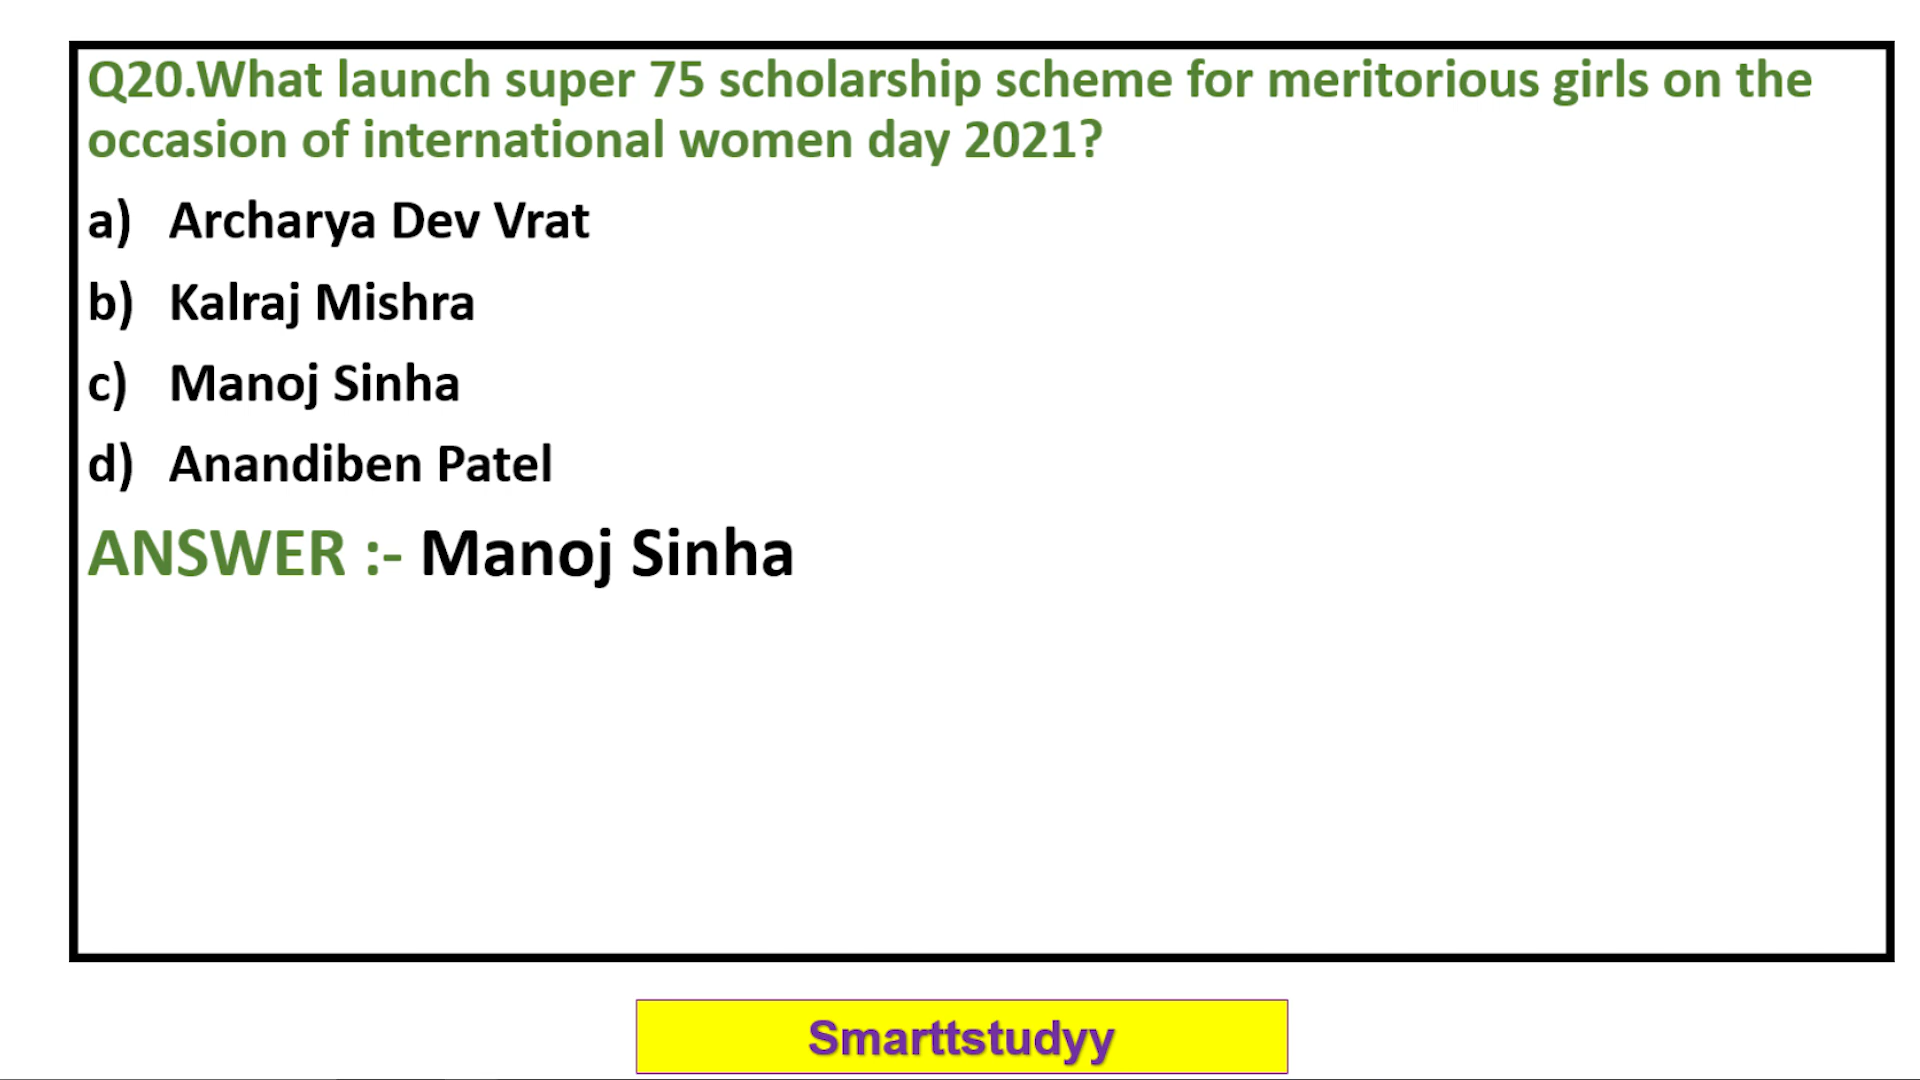 Q20.What launch super 75 scholarship scheme for meritorious girls on the
occasion of international women day 2021?
a) Archarya Dev Vrat
b) Kalraj Mishra
c) Manoj Sinha
d) Anandiben Patel
ANSWER :- Manoj Sinha
Smarttstudyy